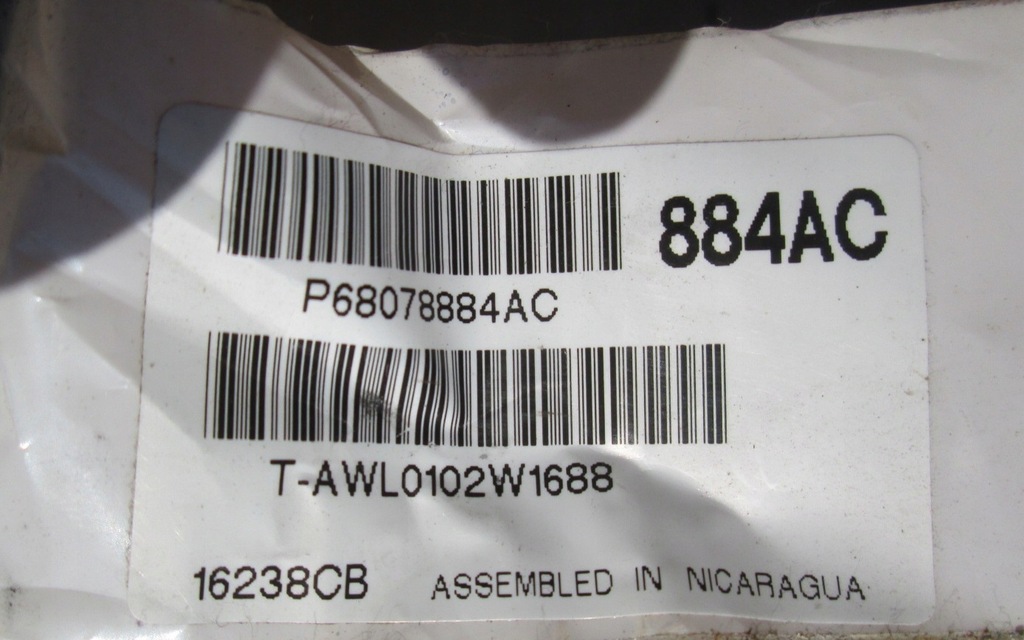 884AC
P68078884AC
T-AWL0102W1688
16238CB ASSEMBLED IN NICARAGUA